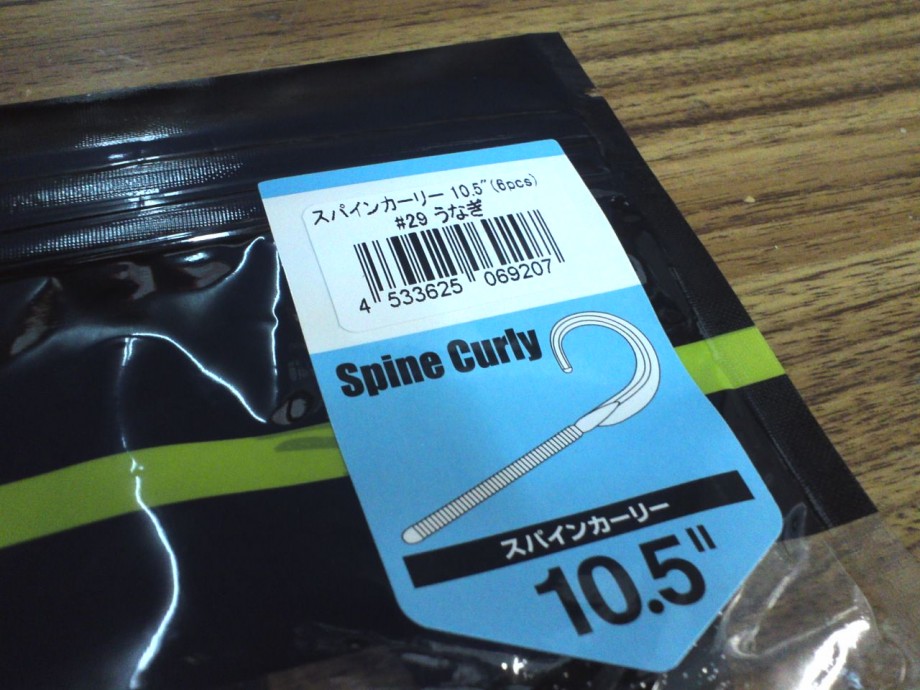 スパインカーリー 10.5"(6pcs)
#29 うなぎ
4 533625 069207
Spine Curly
スパインカーリー
10.5"